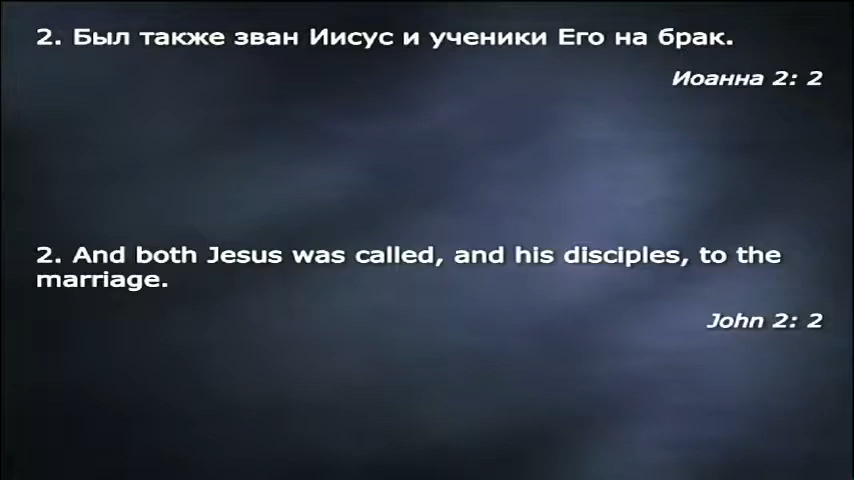 2. Был также зван Иисус и ученики Его на брак.
Иоанна 2: 2
2. And both Jesus was called, and his disciples, to the
marriage.
John 2: 2